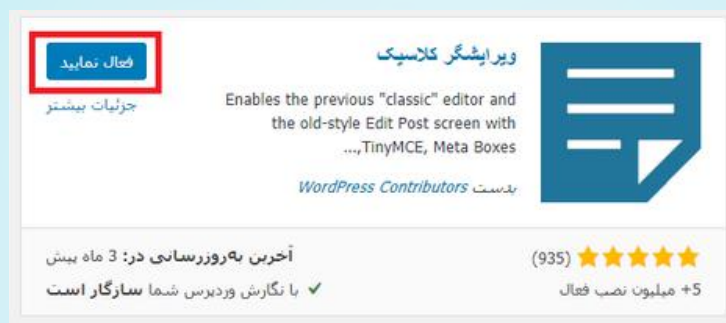 ویرایشگر کلاسیک
فعال نمایید
جزئیات بیشتر
Enables the previous "classic" editor and
the old-style Edit Post screen with
...,TinyMCE, Meta Boxes
بدست WordPress Contributors
(935)
آخرین به‌روزرسانی در: 3 ماه پیش
5+ میلیون نصب فعال
با نگارش وردپرس شما سازگار است